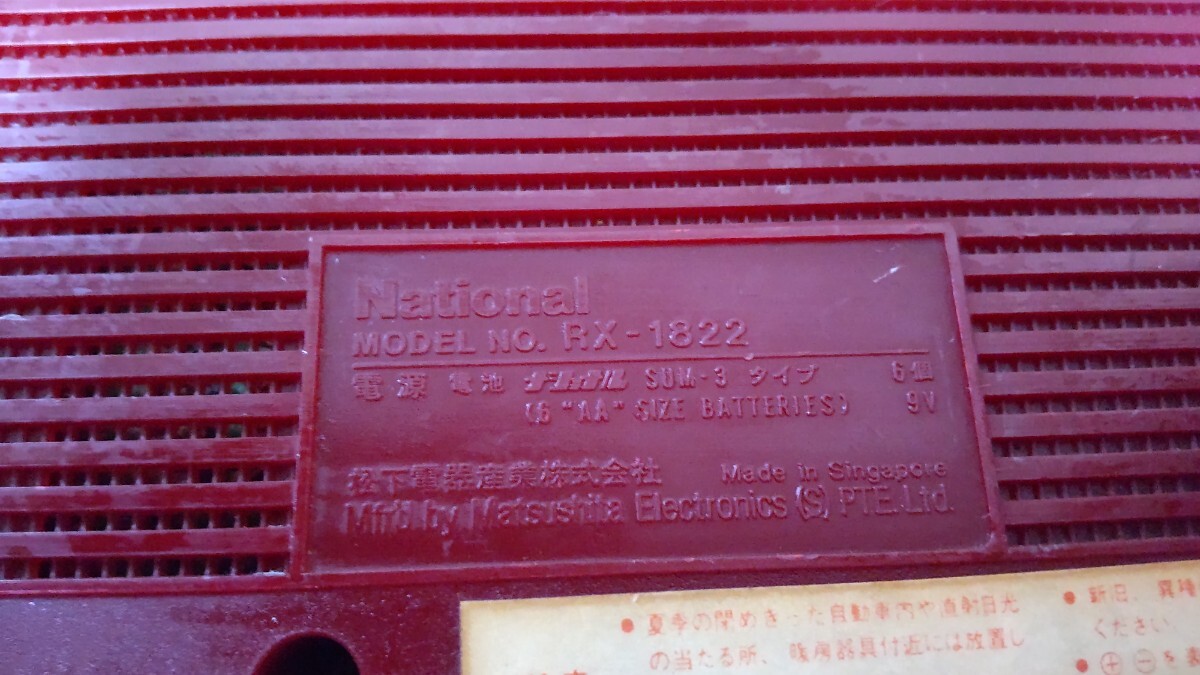 National
MODEL NO. RX-1822
電源 電池 ナショナル SUM-3 タイプ 6個
(6 "AA" SIZE BATTERIES) 9V
松下電器産業株式会社 Made in Singapore
Mfrd.by Matsushita Electronics (S) PTE.Ltd.
● 夏季の閉めきった自動車内や直射日光
の当たる所、暖房器具付近には放置し
● 新旧、異種
ください。
● ⊕ ⊖ を